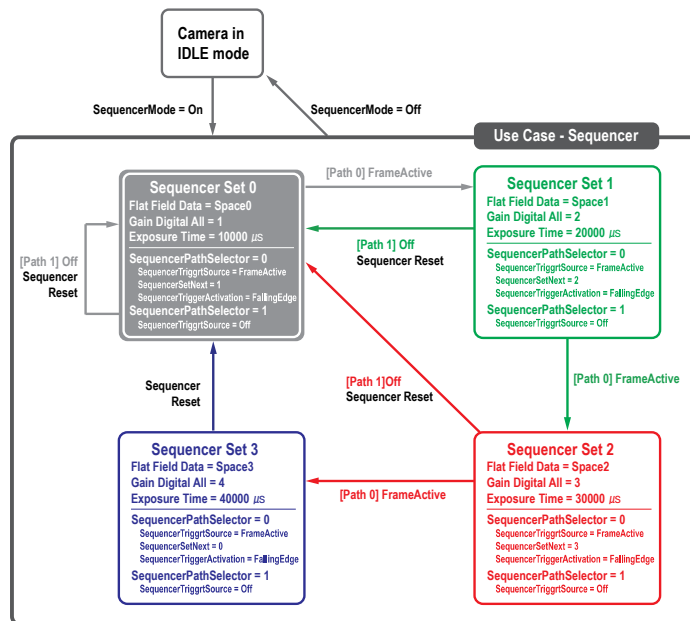 Camera in
IDLE mode
SequencerMode = On
SequencerMode = Off
Use Case - Sequencer
Sequencer Set 0
Flat Field Data = Space0
Gain Digital All = 1
Exposure Time = 10000 ㎲
SequencerPathSelector = 0
SequencerTriggrtSource = FrameActive
SequencerSetNext = 1
SequencerTriggerActivation = FallingEdge
SequencerPathSelector = 1
SequencerTriggrtSource = Off
[Path 0] FrameActive
Sequencer Set 1
Flat Field Data = Space1
Gain Digital All = 2
Exposure Time = 20000 ㎲
SequencerPathSelector = 0
SequencerTriggrtSource = FrameActive
SequencerSetNext = 2
SequencerTriggerActivation = FallingEdge
SequencerPathSelector = 1
SequencerTriggrtSource = Off
[Path 1] Off
Sequencer Reset
[Path 1] Off
Sequencer
Reset
[Path 0] FrameActive
[Path 1]Off
Sequencer Reset
Sequencer
Reset
Sequencer Set 3
Flat Field Data = Space3
Gain Digital All = 4
Exposure Time = 40000 ㎲
SequencerPathSelector = 0
SequencerTriggrtSource = FrameActive
SequencerSetNext = 0
SequencerTriggerActivation = FallingEdge
SequencerPathSelector = 1
SequencerTriggrtSource = Off
[Path 0] FrameActive
Sequencer Set 2
Flat Field Data = Space2
Gain Digital All = 3
Exposure Time = 30000 ㎲
SequencerPathSelector = 0
SequencerTriggrtSource = FrameActive
SequencerSetNext = 3
SequencerTriggerActivation = FallingEdge
SequencerPathSelector = 1
SequencerTriggrtSource = Off